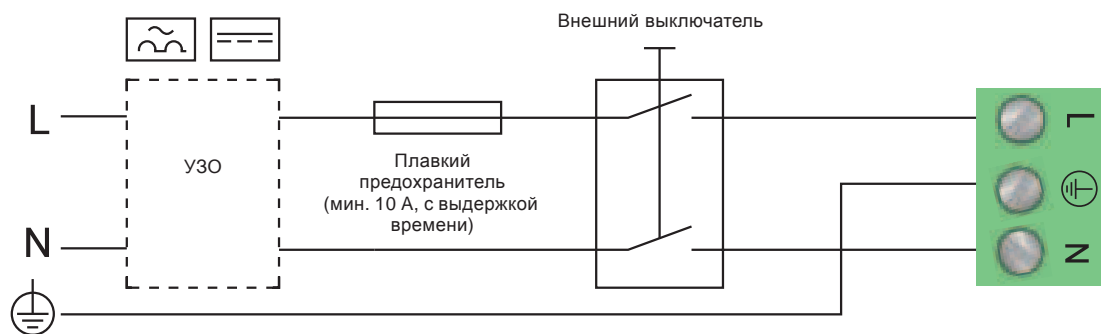 Внешний выключатель
L
УЗО
Плавкий
предохранитель
(мин. 10 А, с выдержкой
времени)
N
L
N